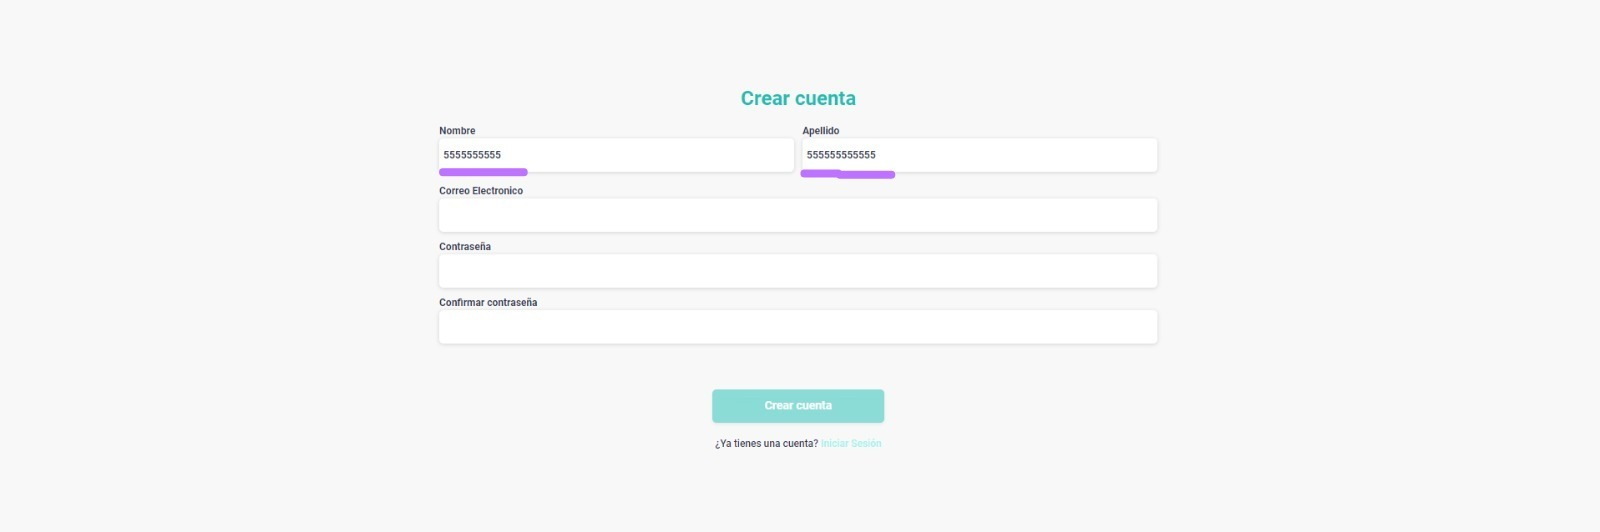 Crear cuenta
Nombre Apellido
5555555555 555555555555
Correo Electronico
Contraseña
Confirmar contraseña
Crear cuenta
¿Ya tienes una cuenta? Iniciar Sesión